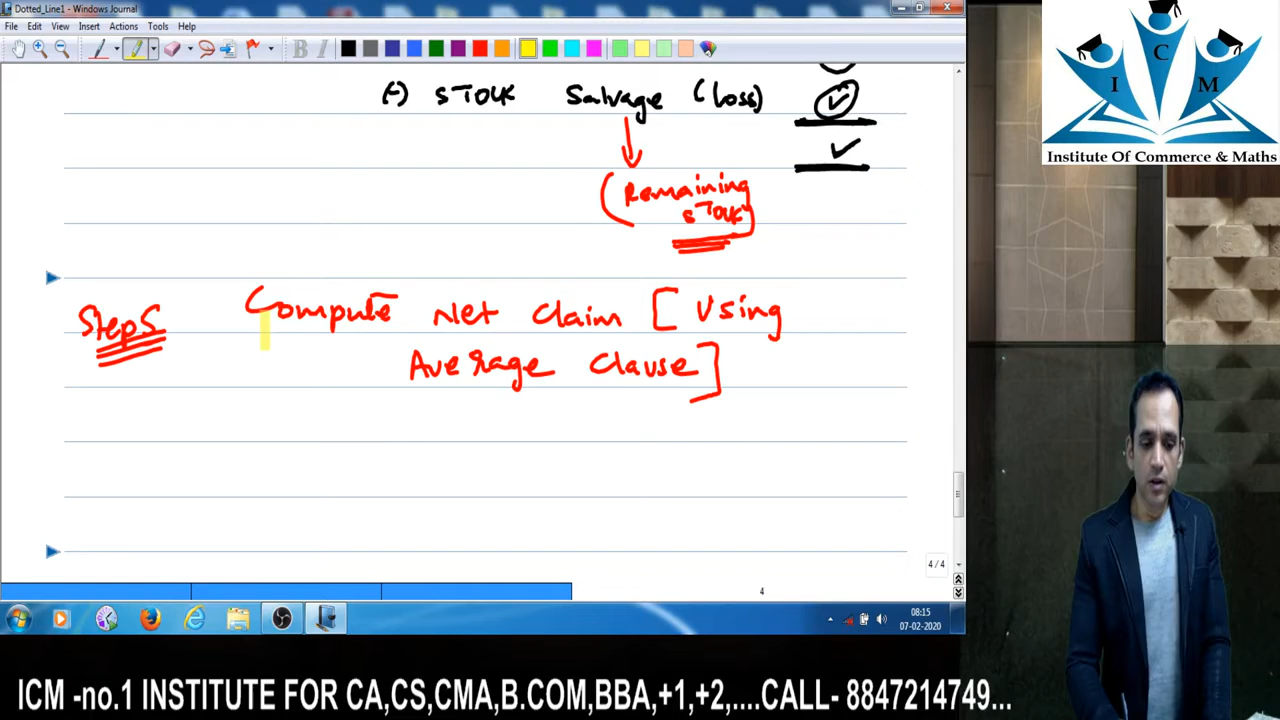 Dotted_Line1 - Windows Journal
File Edit View Insert Actions Tools Help
B I
(-) STOCK Salvage (loss)
(Remaining
STOCK)
Step5 Compute Net Claim [Using
Average Clause]
4/4
4
08:15
07-02-2020
I C M
Institute Of Commerce & Maths
ICM -no.1 INSTITUTE FOR CA,CS,CMA,B.COM,BBA,+1,+2,....CALL- 8847214749...